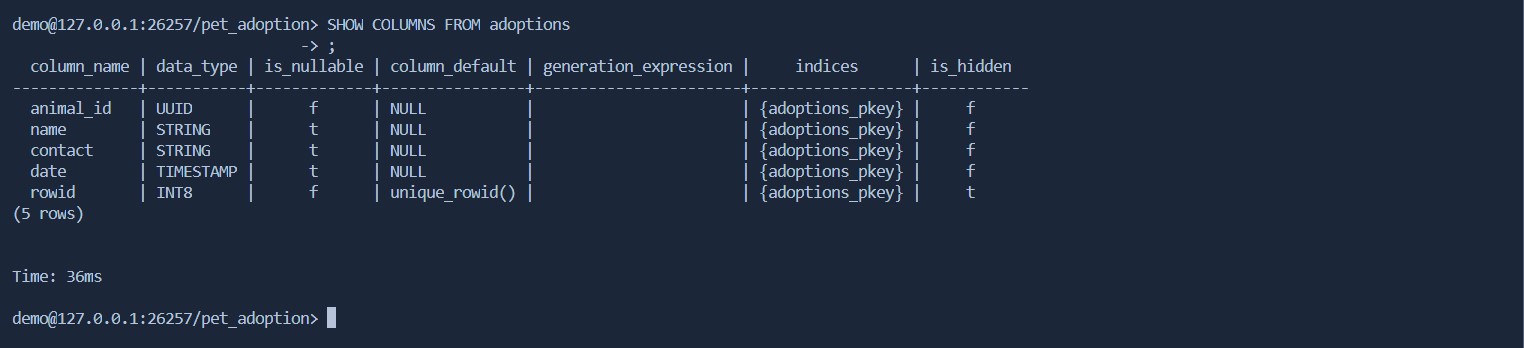 demo@127.0.0.1:26257/pet_adoption> SHOW COLUMNS FROM adoptions
                                -> ;
  column_name | data_type | is_nullable | column_default | generation_expression |     indices      | is_hidden
--------------+-----------+-------------+----------------+-----------------------+------------------+------------
  animal_id   | UUID      |      f      | NULL           |                       | {adoptions_pkey} |     f
  name        | STRING    |      t      | NULL           |                       | {adoptions_pkey} |     f
  contact     | STRING    |      t      | NULL           |                       | {adoptions_pkey} |     f
  date        | TIMESTAMP |      t      | NULL           |                       | {adoptions_pkey} |     f
  rowid       | INT8      |      f      | unique_rowid() |                       | {adoptions_pkey} |     t
(5 rows)
Time: 36ms
demo@127.0.0.1:26257/pet_adoption>